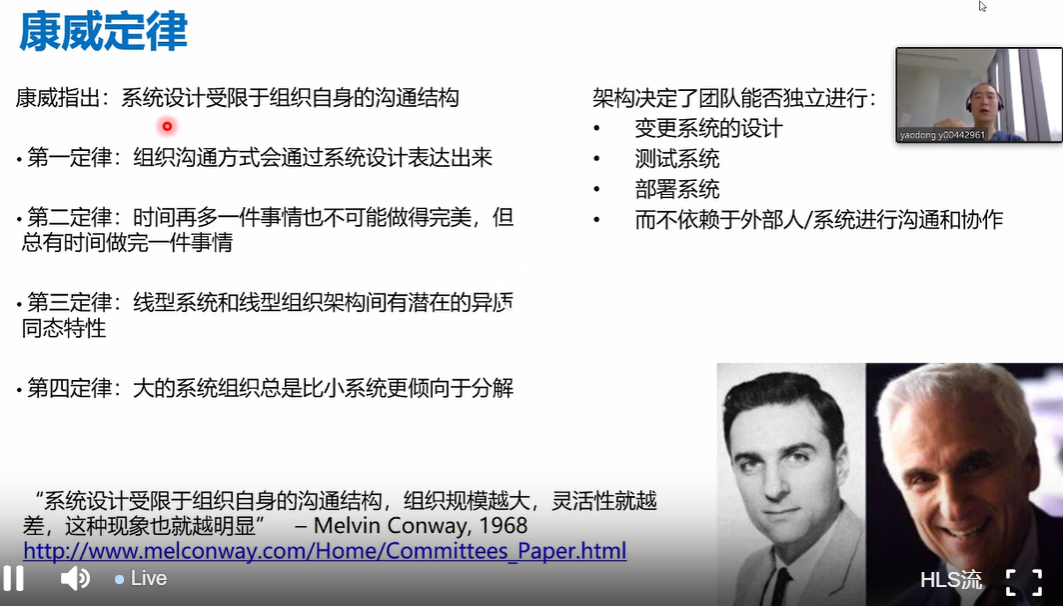 康威定律
康威指出：系统设计受限于组织自身的沟通结构
• 第一定律：组织沟通方式会通过系统设计表达出来
• 第二定律：时间再多一件事情也不可能做得完美，但
总有时间做完一件事情
• 第三定律：线型系统和线型组织架构间有潜在的异质
同态特性
• 第四定律：大的系统组织总是比小系统更倾向于分解
架构决定了团队能否独立进行：
• 变更系统的设计
• 测试系统
• 部署系统
• 而不依赖于外部人/系统进行沟通和协作
yaodong y00442961
“系统设计受限于组织自身的沟通结构，组织规模越大，灵活性就越
差，这种现象也就越明显” – Melvin Conway, 1968
http://www.melconway.com/Home/Committees_Paper.html
Live
HLS流